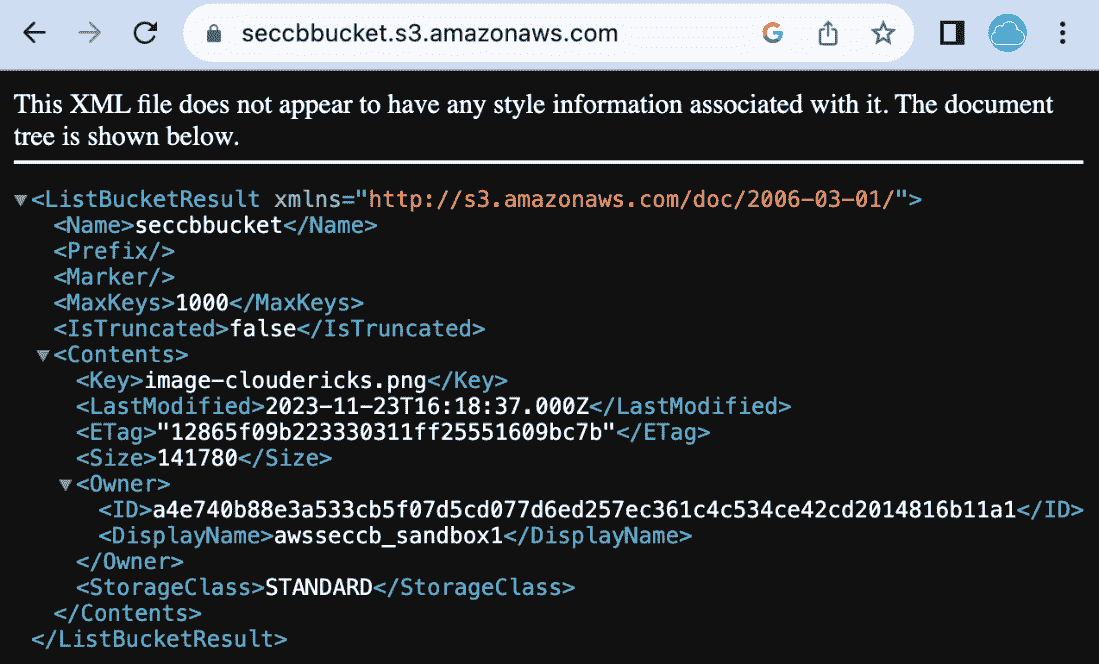 seccbbucket.s3.amazonaws.com
This XML file does not appear to have any style information associated with it. The document
tree is shown below.
<ListBucketResult xmlns="http://s3.amazonaws.com/doc/2006-03-01/">
<Name>seccbbucket</Name>
<Prefix/>
<Marker/>
<MaxKeys>1000</MaxKeys>
<IsTruncated>false</IsTruncated>
<Contents>
<Key>image-cloudericks.png</Key>
<LastModified>2023-11-23T16:18:37.000Z</LastModified>
<ETag>"12865f09b223330311ff25551609bc7b"</ETag>
<Size>141780</Size>
<Owner>
<ID>a4e740b88e3a533cb5f07d5cd077d6ed257ec361c4c534ce42cd2014816b11a1</ID>
<DisplayName>awsseccb_sandbox1</DisplayName>
</Owner>
<StorageClass>STANDARD</StorageClass>
</Contents>
</ListBucketResult>